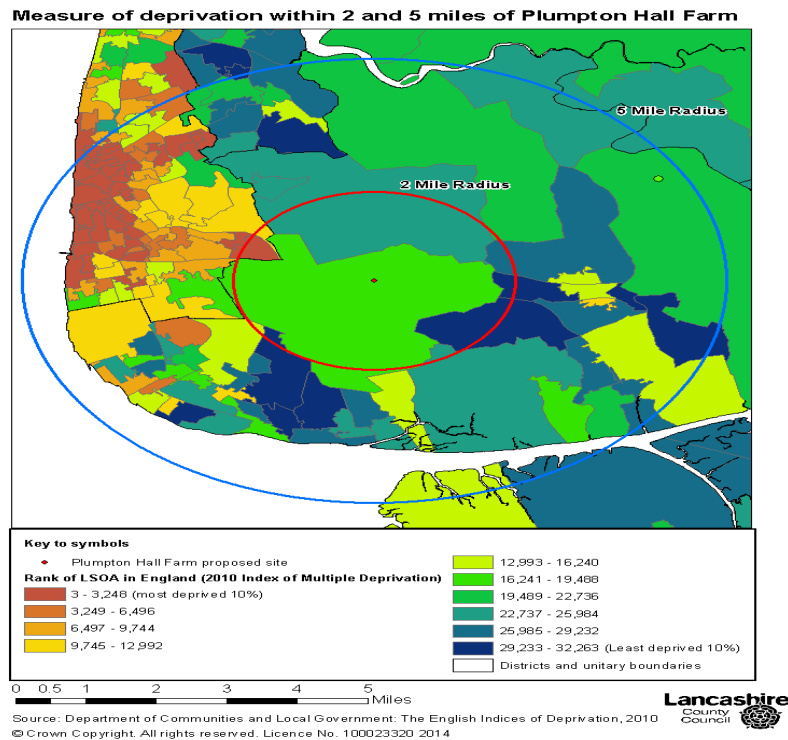 Measure of deprivation within 2 and 5 miles of Plumpton Hall Farm
5 Mile Radius
2 Mile Radius
Key to symbols
Plumpton Hall Farm proposed site
Rank of LSOA in England (2010 Index of Multiple Deprivation)
3 - 3,248 (most deprived 10%)
3,249 - 6,496
6,497 - 9,744
9,745 - 12,992
12,993 - 16,240
16,241 - 19,488
19,489 - 22,736
22,737 - 25,984
25,985 - 29,232
29,233 - 32,263 (Least deprived 10%)
Districts and unitary boundaries
0 0.5 1 2 3 4 5
Miles
Source: Department of Communities and Local Government: The English Indices of Deprivation, 2010
© Crown Copyright. All rights reserved. Licence No. 100023320 2014
Lancashire
County
Council